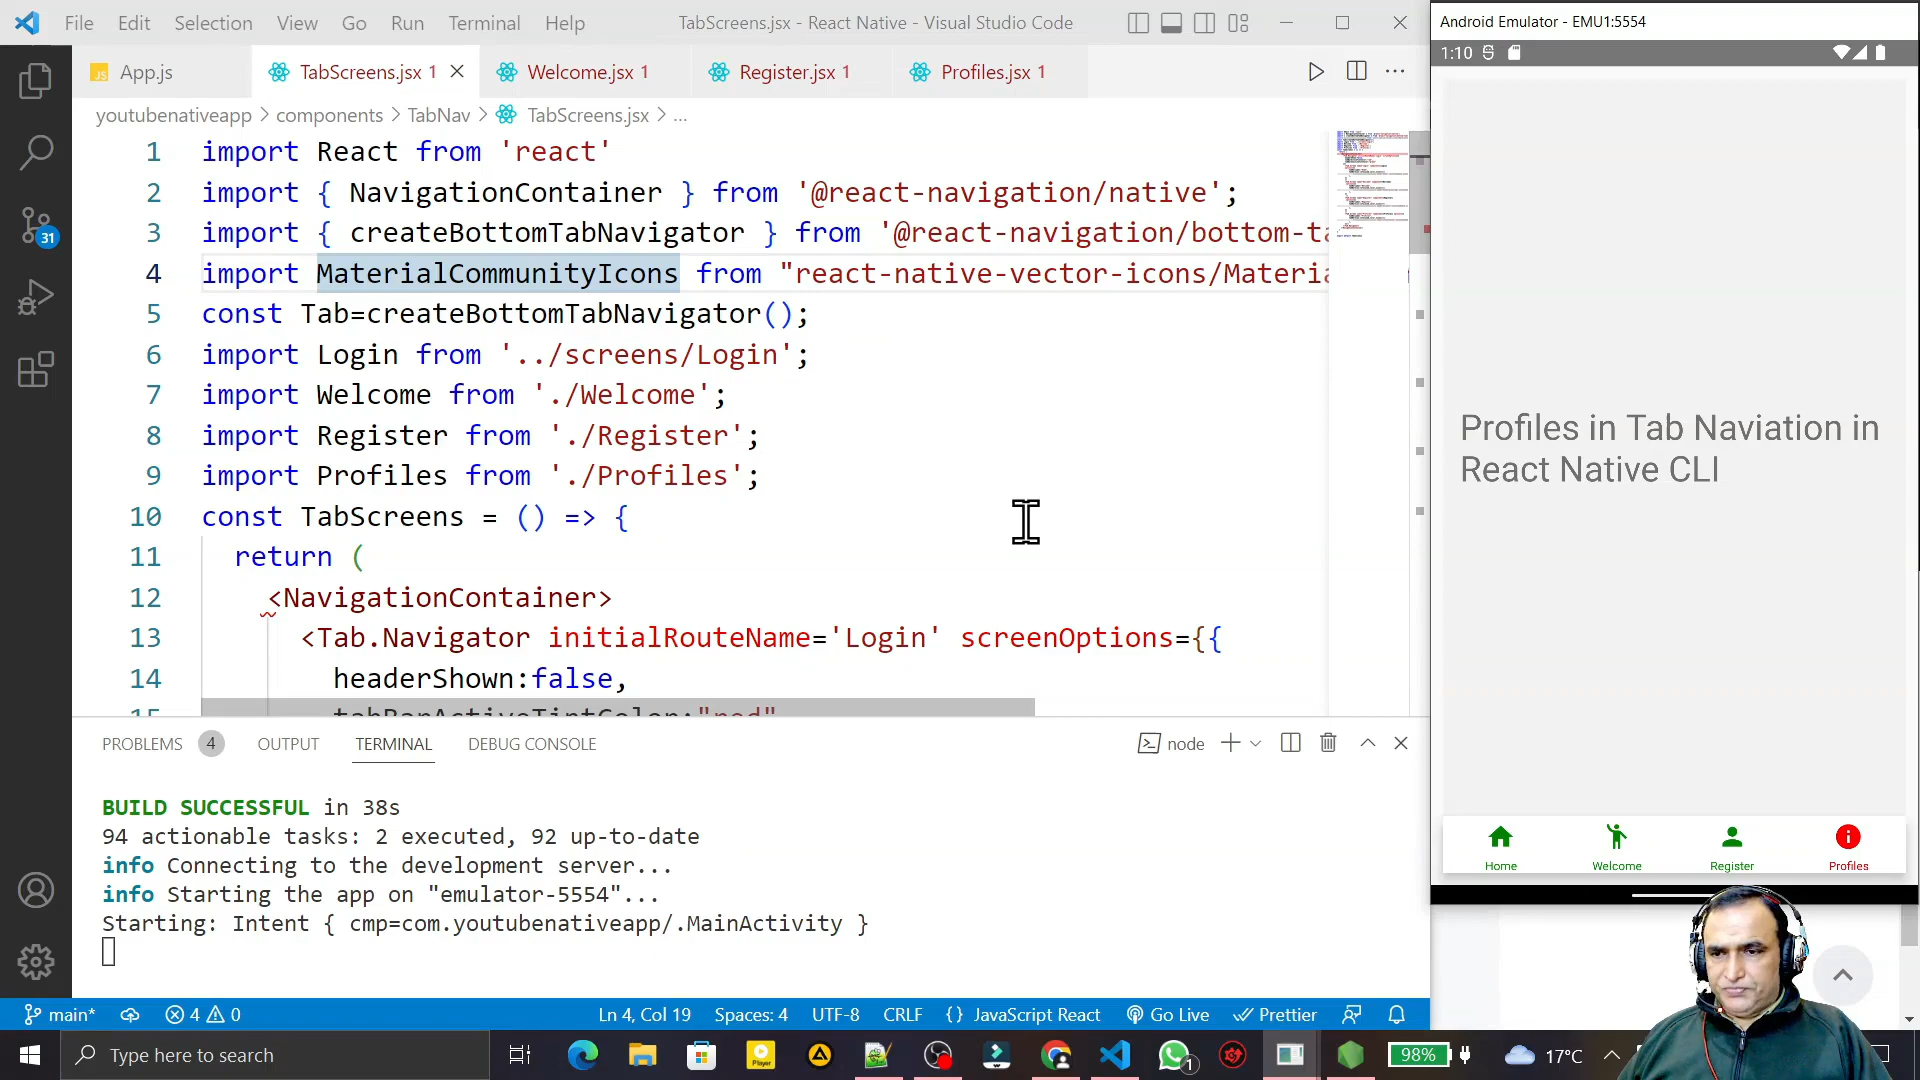 File Edit Selection View Go Run Terminal Help TabScreens.jsx - React Native - Visual Studio Code
App.js TabScreens.jsx 1 Welcome.jsx 1 Register.jsx 1 Profiles.jsx 1
youtubenativeapp > components > TabNav > TabScreens.jsx > ...
1 import React from 'react'
2 import { NavigationContainer } from '@react-navigation/native';
3 import { createBottomTabNavigator } from '@react-navigation/bottom-ta
4 import MaterialCommunityIcons from "react-native-vector-icons/Materia
5 const Tab=createBottomTabNavigator();
6 import Login from '../screens/Login';
7 import Welcome from './Welcome';
8 import Register from './Register';
9 import Profiles from './Profiles';
10 const TabScreens = () => {
11 return (
12 <NavigationContainer>
13 <Tab.Navigator initialRouteName='Login' screenOptions={{
14 headerShown:false,
15 tabBarActiveTintColor:"red"
PROBLEMS 4 OUTPUT TERMINAL DEBUG CONSOLE node
BUILD SUCCESSFUL in 38s
94 actionable tasks: 2 executed, 92 up-to-date
info Connecting to the development server...
info Starting the app on "emulator-5554"...
Starting: Intent { cmp=com.youtubenativeapp/.MainActivity }
31
main* 4 0 Ln 4, Col 19 Spaces: 4 UTF-8 CRLF {} JavaScript React Go Live Prettier
Type here to search
Player
1
98%
17°C
Android Emulator - EMU1:5554
1:10
Profiles in Tab Naviation in
React Native CLI
Home Welcome Register Profiles